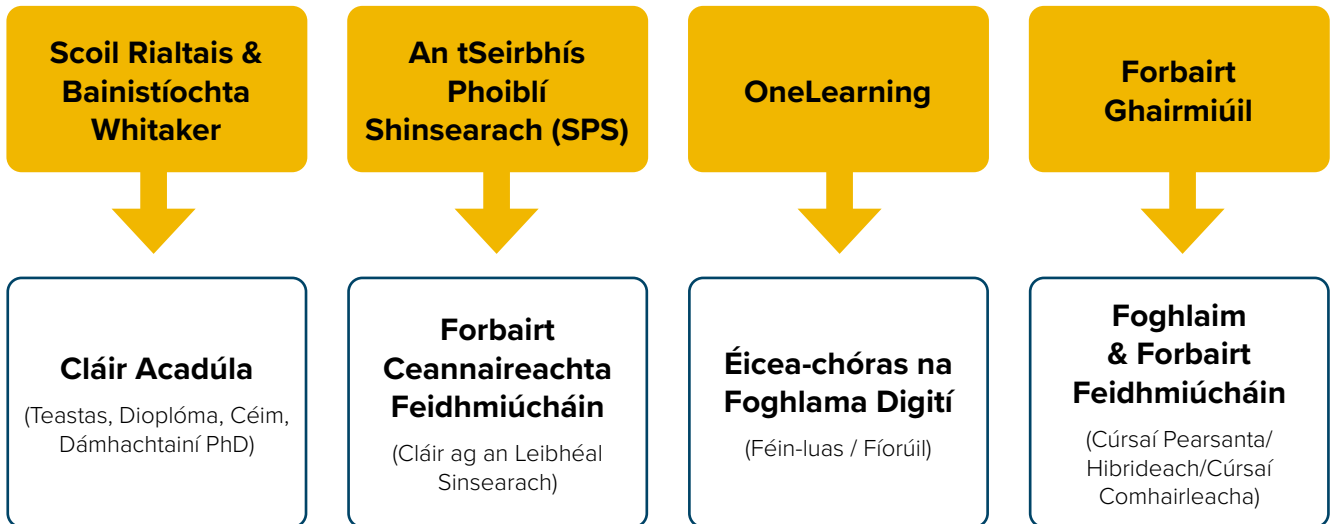 Scoil Rialtais &
Bainistíochta
Whitaker
An tSeirbhís
Phoiblí
Shinsearach (SPS)
OneLearning
Forbairt
Ghairmiúil
Cláir Acadúla
(Teastas, Dioplóma, Céim,
Dámhachtainí PhD)
Forbairt
Ceannaireachta
Feidhmiúcháin
(Cláir ag an Leibhéal
Sinsearach)
Éicea-chóras na
Foghlama Digití
(Féin-luas / Fíorúil)
Foghlaim
& Forbairt
Feidhmiúcháin
(Cúrsaí Pearsanta/
Hibrideach/Cúrsaí
Comhairleacha)